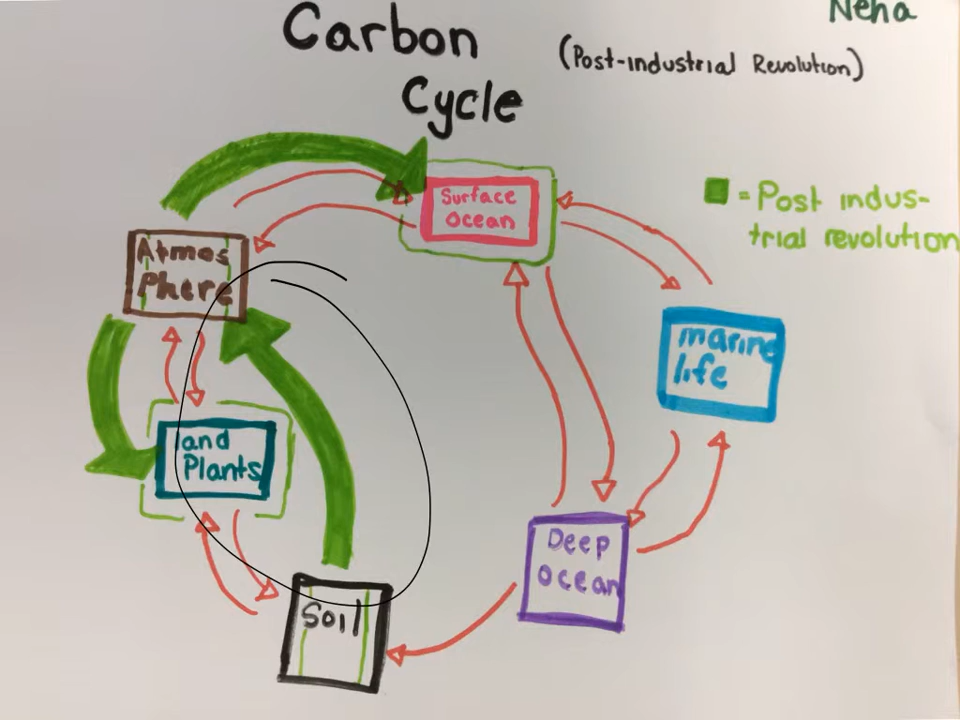 Neha
Carbon
Cycle
(Post-industrial Revolution)
Surface
Ocean
= Post indus-
trial revolution
Atmos
Phere
marine
life
land
Plants
Deep
Ocean
Soil